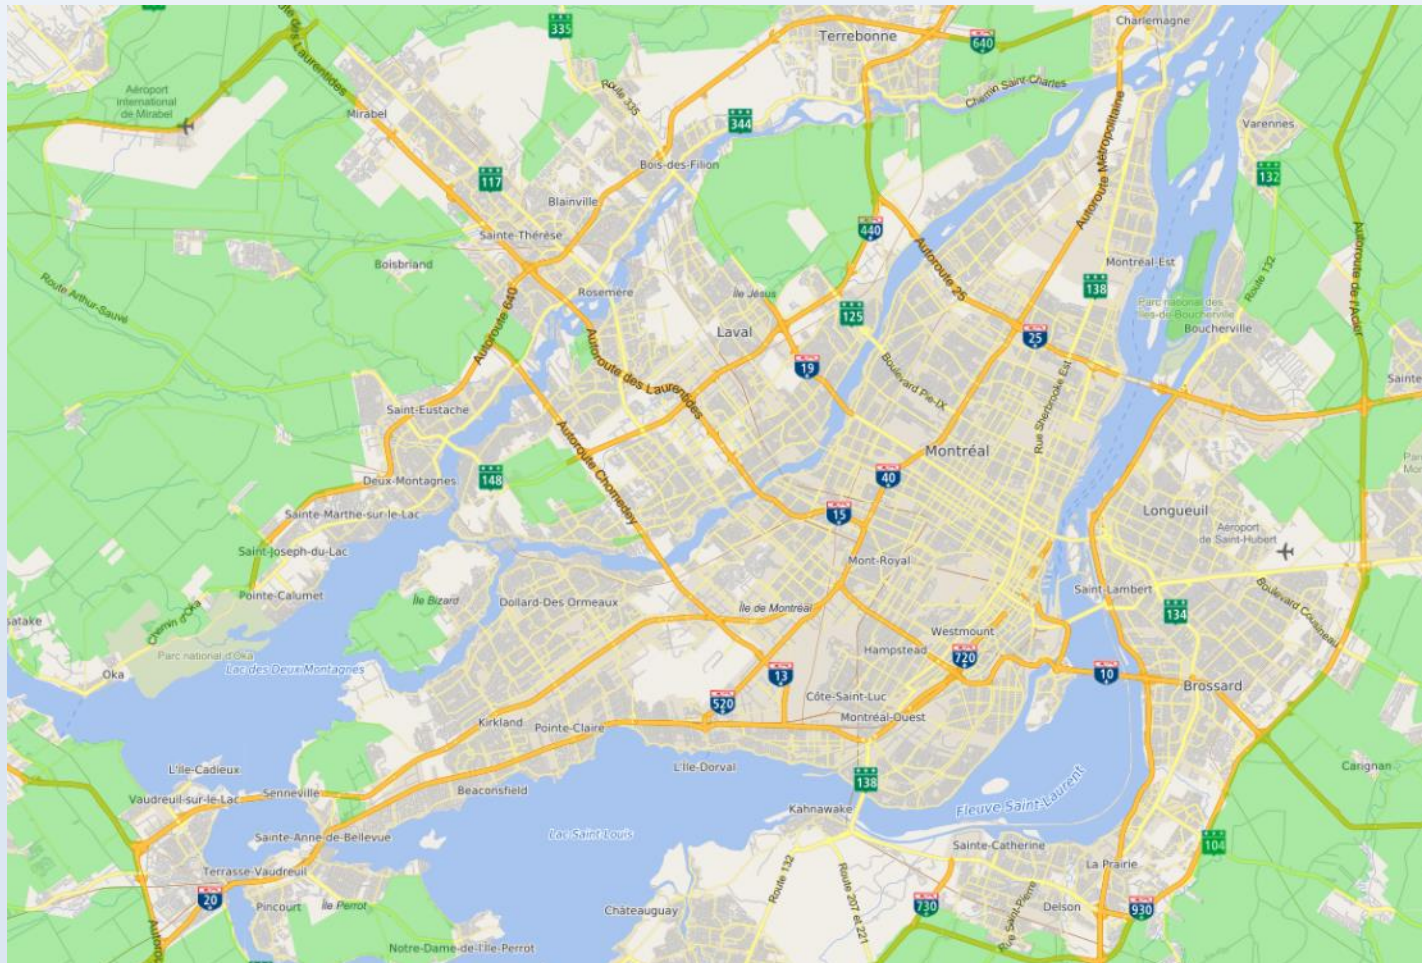 Charlemagne
335
Terrebonne
640
Route des Laurentides
Aéroport
international
de Mirabel
Mirabel
Route 335
Chemin Saint-Charles
344
Autoroute Métropolitaine
Varennes
132
Bois-des-Filion
117
Blainville
Sainte-Thérèse
440
Boisbriand
Autoroute 25
Montréal-Est
Autoroute de l'Acier
Route 132
Route Arthur-Sauvé
Autoroute 640
Rosemère
Île Jésus
138
125
Parc national des
Îles-de-Boucherville
Boucherville
Laval
25
Autoroute des Laurentides
19
Boulevard Pie-IX
Rue Sherbrooke Est
Sainte
Saint-Eustache
Autoroute Chomedey
Montréal
Deux-Montagnes
148
40
Sainte-Marthe-sur-le-Lac
15
Longueuil
Aéroport
de Saint-Hubert
Saint-Joseph-du-Lac
Mont-Royal
Pointe-Calumet
Île Bizard
Dollard-Des Ormeaux
Île de Montréal
Saint-Lambert
Boulevard Cousineau
134
satake
Chemin d'Oka
Parc national d'Oka
Westmount
Hampstead
720
Oka
Lac des Deux Montagnes
13
10
Brossard
520
Côte-Saint-Luc
Kirkland
Pointe-Claire
Montréal-Ouest
L'Île-Cadieux
L'Île-Dorval
138
Carignan
Vaudreuil-sur-le-Lac
Senneville
Beaconsfield
Kahnawake
Fleuve Saint-Laurent
Sainte-Anne-de-Bellevue
Lac Saint-Louis
Sainte-Catherine
104
Terrasse-Vaudreuil
La Prairie
20
Pincourt
Île Perrot
Châteauguay
Route 132
Route 207 et 221
730
Rue Saint-Pierre
Delson
930
Notre-Dame-de-l'Île-Perrot